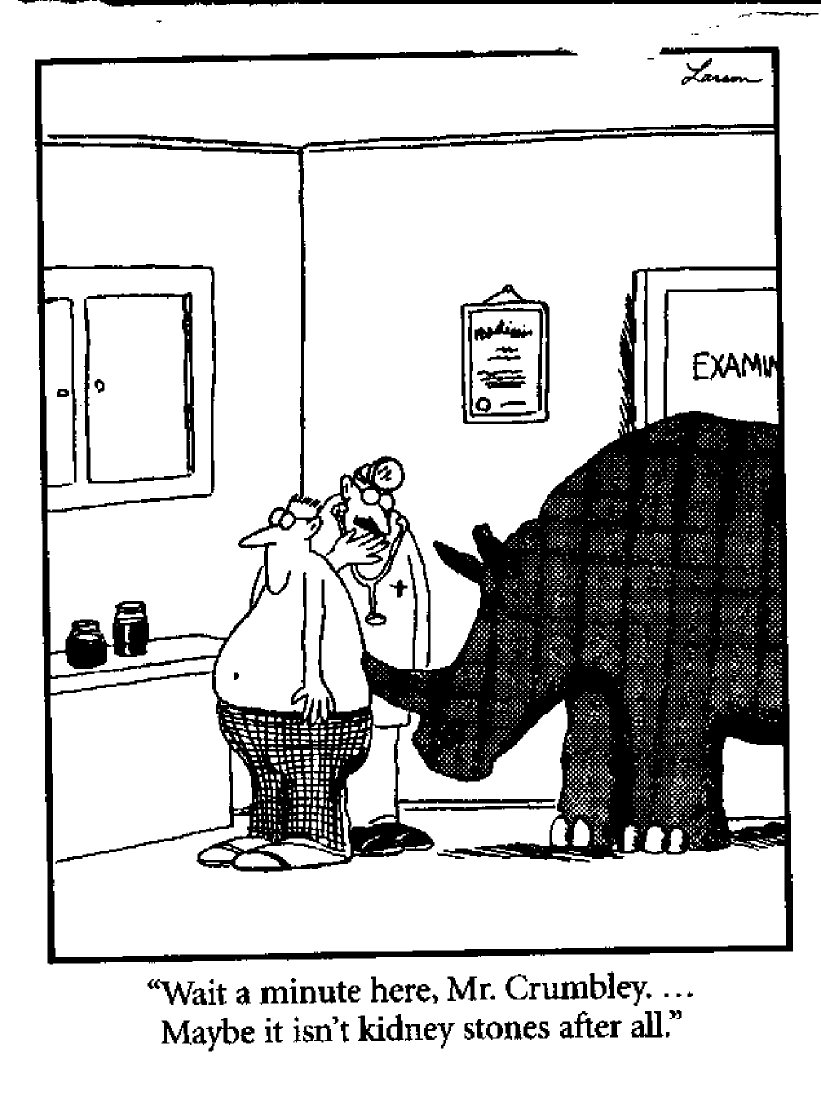 Larson
EXAMIN
“Wait a minute here, Mr. Crumbley. ...
Maybe it isn't kidney stones after all.”